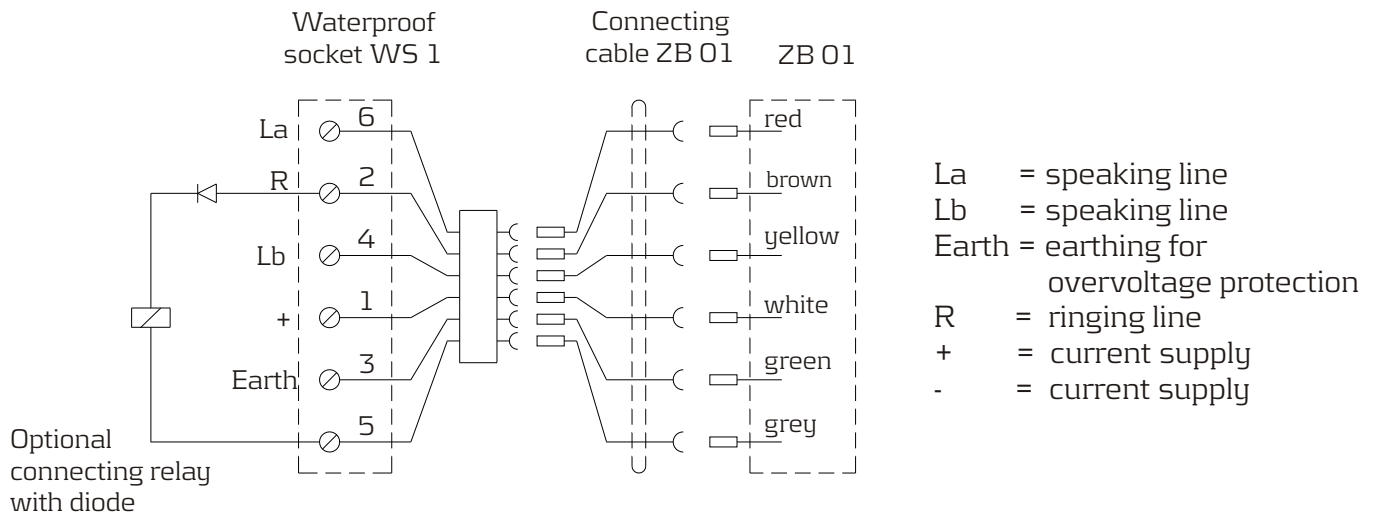 Waterproof
socket WS 1
Connecting
cable ZB 01
ZB 01
La
6
red
R
2
brown
Lb
4
yellow
+
1
white
Earth
3
green
5
grey
Optional
connecting relay
with diode
La = speaking line
Lb = speaking line
Earth = earthing for
overvoltage protection
R = ringing line
+ = current supply
- = current supply